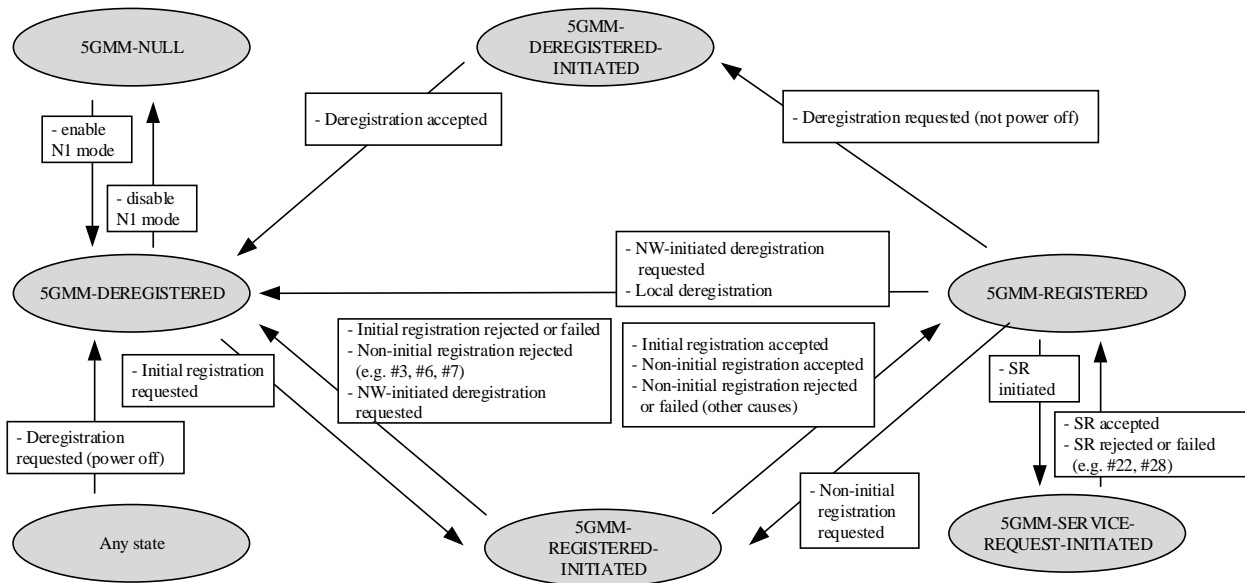 5GMM-NULL
5GMM-
DEREGISTERED-
INITIATED
- enable
N1 mode
- disable
N1 mode
- Deregistration accepted
- Deregistration requested (not power off)
- NW-initiated deregistration
requested
- Local deregistration
5GMM-DEREGISTERED
5GMM-REGISTERED
- Initial registration
requested
- Initial registration rejected or failed
- Non-initial registration rejected
(e.g. #3, #6, #7)
- NW-initiated deregistration
requested
- Initial registration accepted
- Non-initial registration accepted
- Non-initial registration rejected
or failed (other causes)
- SR
initiated
- SR accepted
- SR rejected or failed
(e.g. #22, #28)
- Deregistration
requested (power off)
- Non-initial
registration
requested
Any state
5GMM-
REGISTERED-
INITIATED
5GMM-SERVICE-
REQUEST-INITIATED